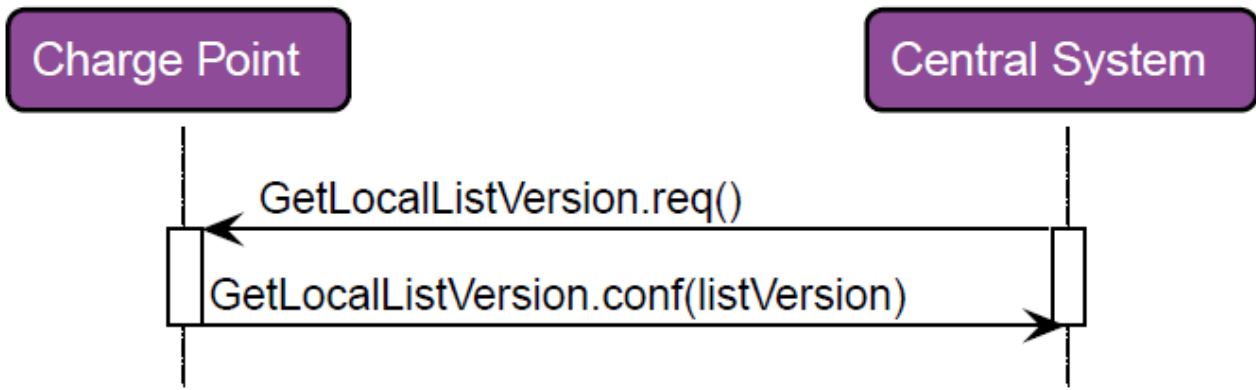 Charge Point
Central System
GetLocalListVersion.req()
GetLocalListVersion.conf(listVersion)